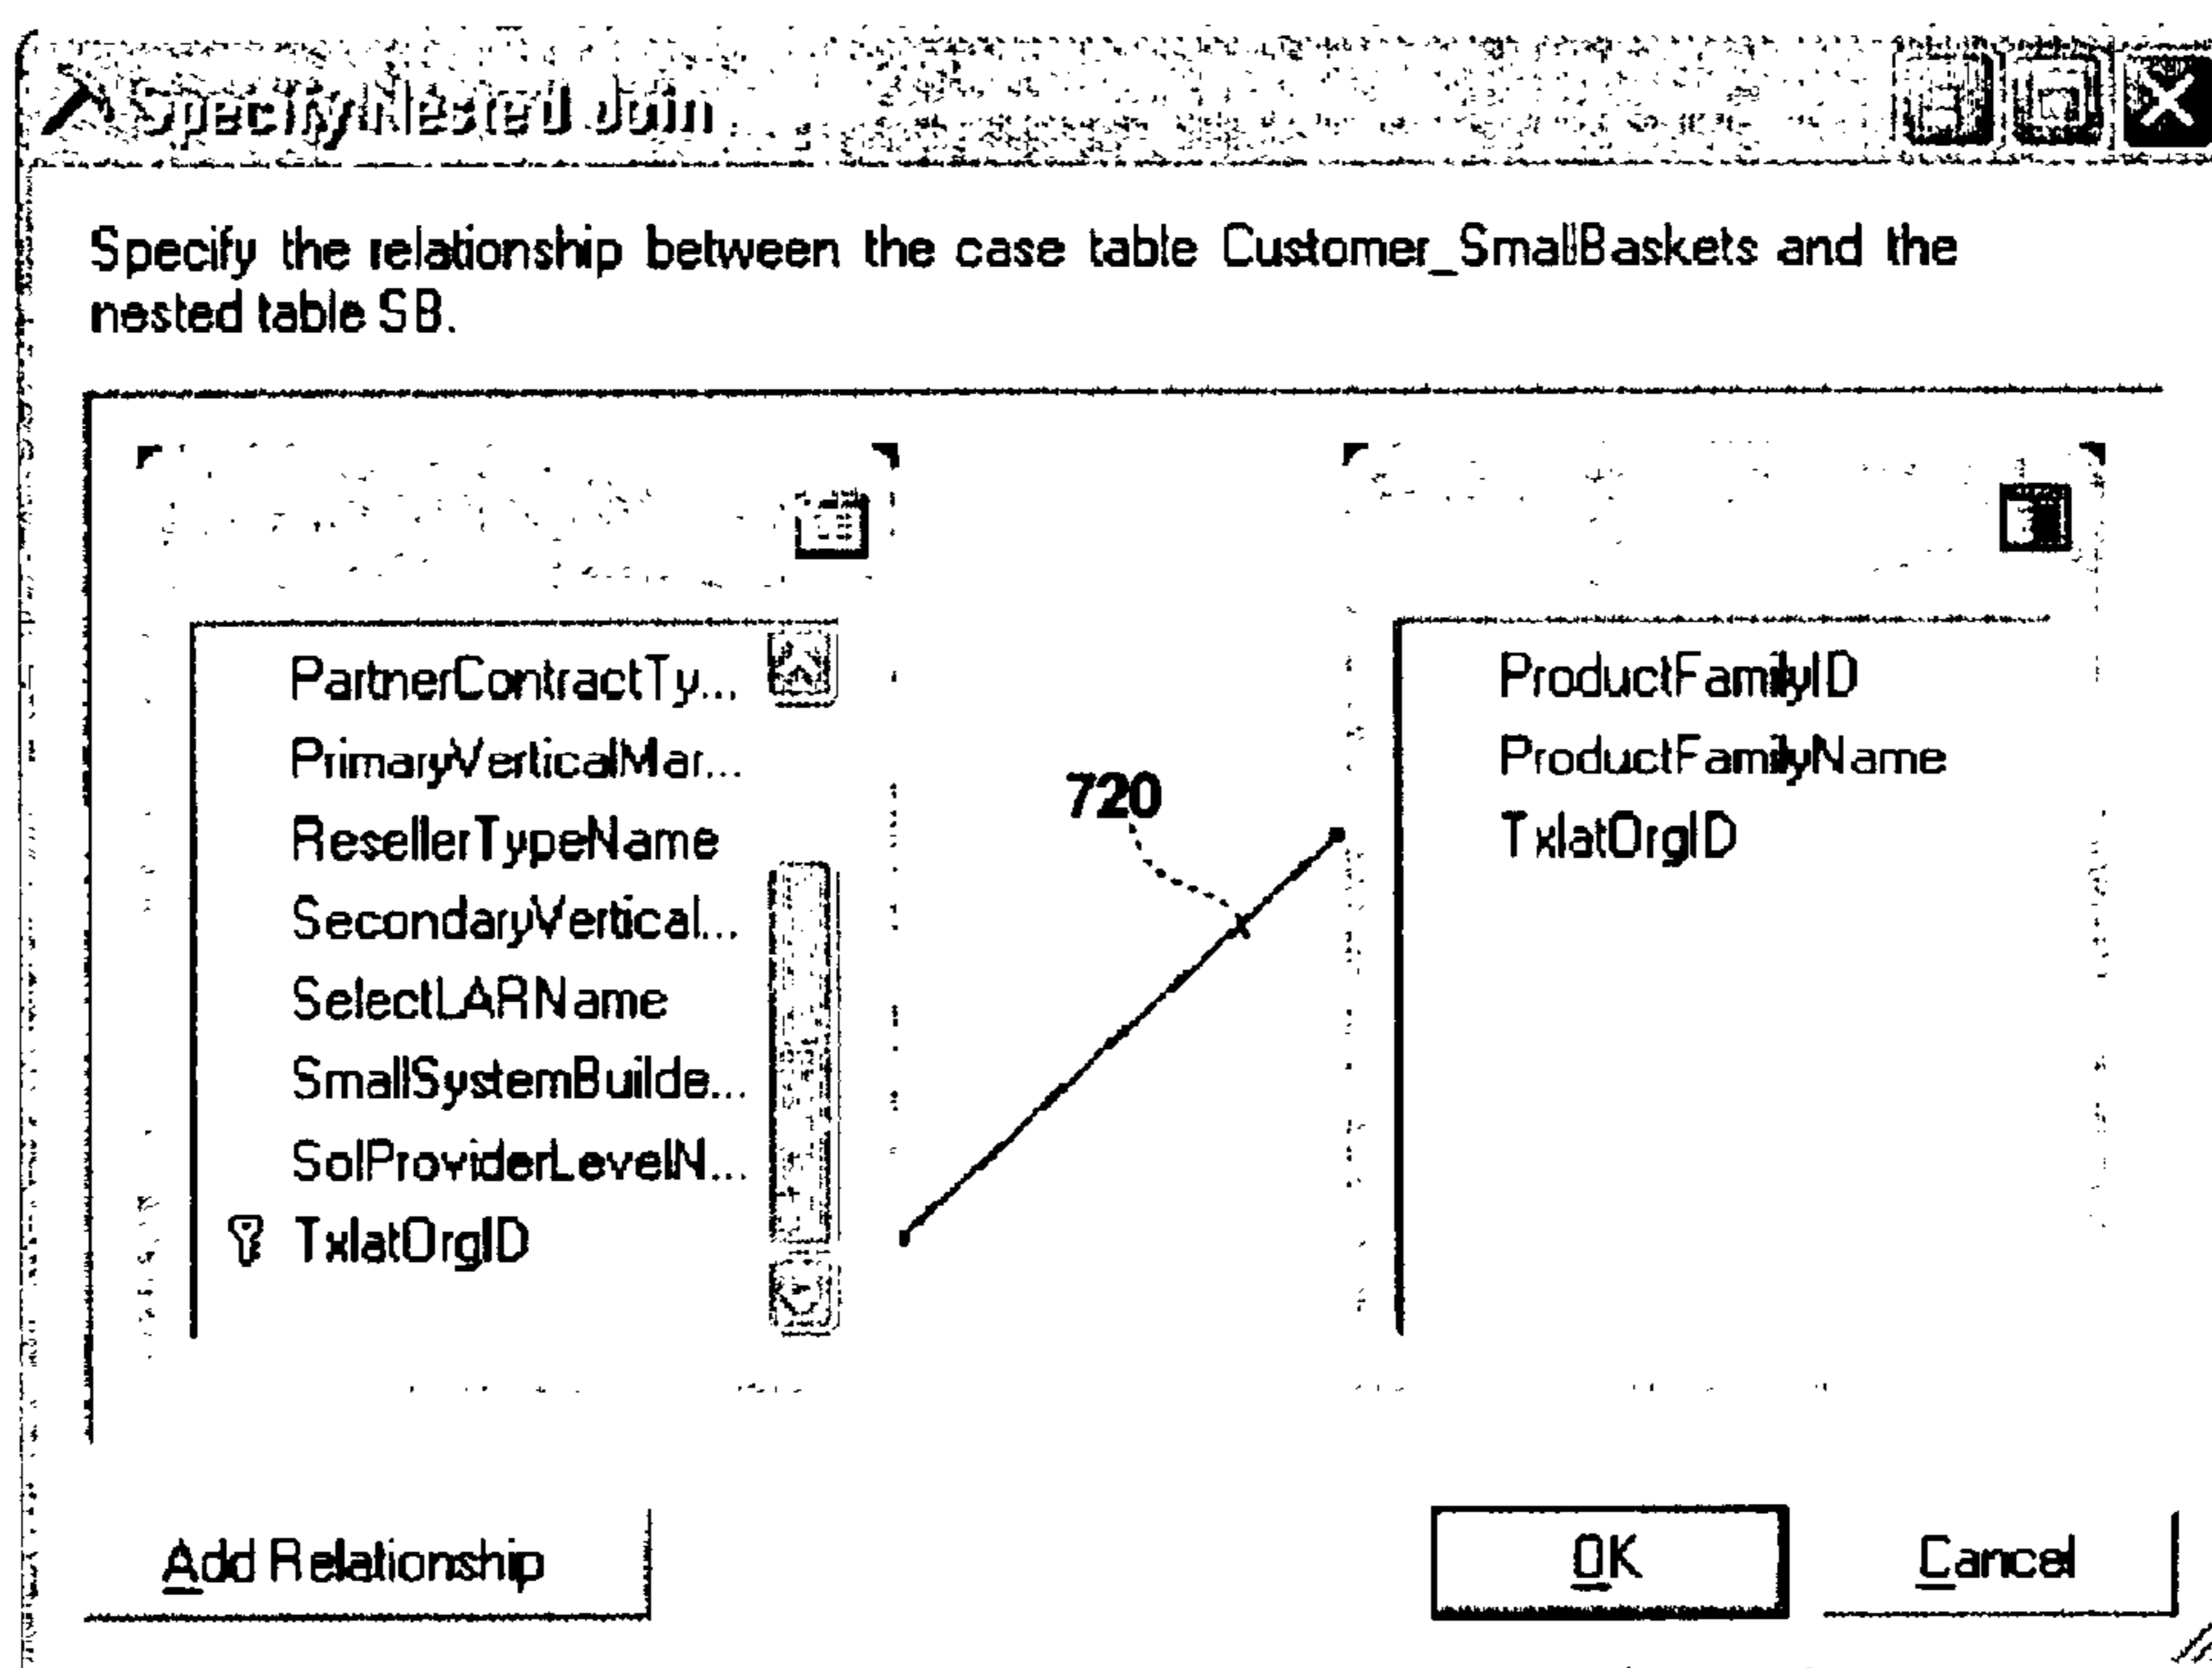 Specify Nested Join
Specify the relationship between the case table Customer_SmallBaskets and the
nested table SB.
PartnerContractTy...
PrimaryVerticalMar...
ResellerTypeName
SecondaryVertical...
SelectLARName
SmallSystemBuilde...
SolProviderLevelN...
TxlatOrgID
720
ProductFamilyID
ProductFamilyName
TxlatOrgID
Add Relationship
OK
Cancel